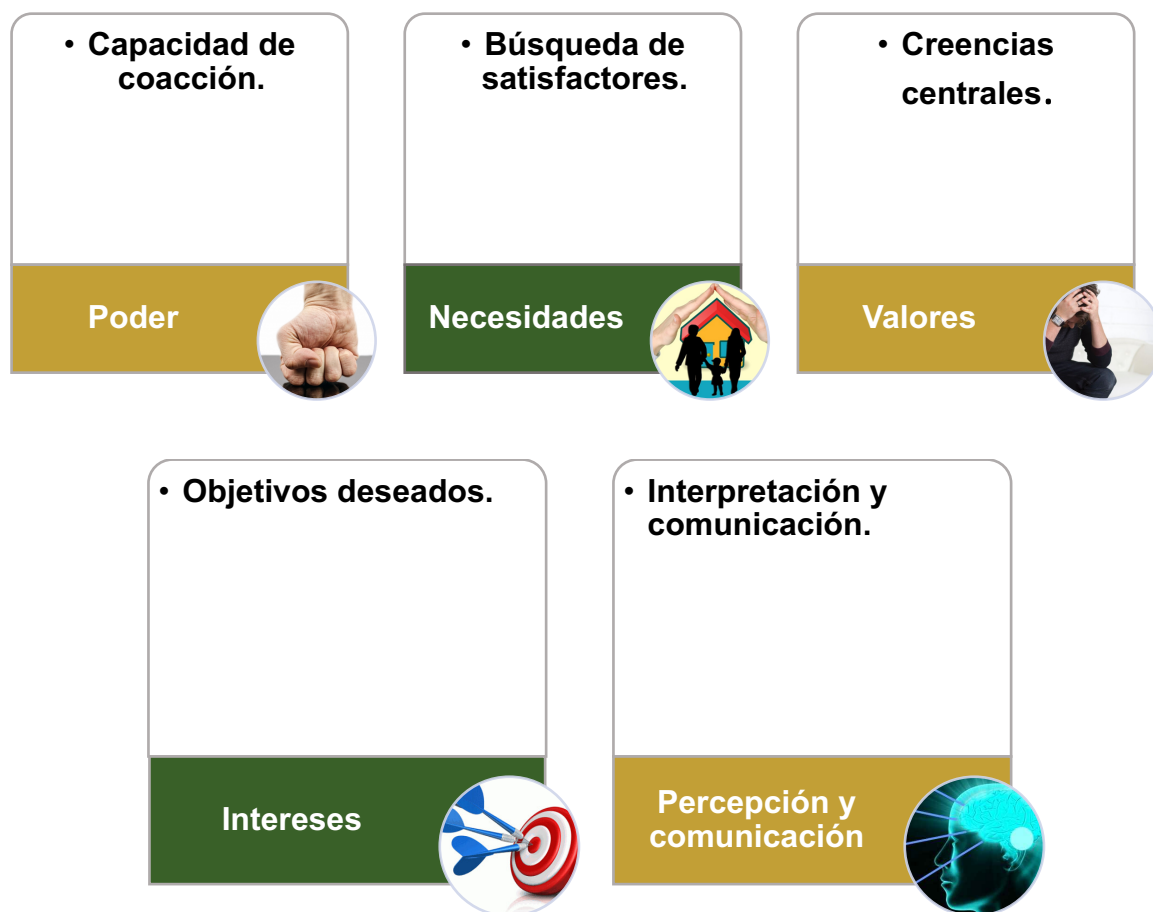 • Capacidad de
coacción.
Poder
• Búsqueda de
satisfactores.
Necesidades
• Creencias
centrales.
Valores
• Objetivos deseados.
Intereses
• Interpretación y
comunicación.
Percepción y
comunicación